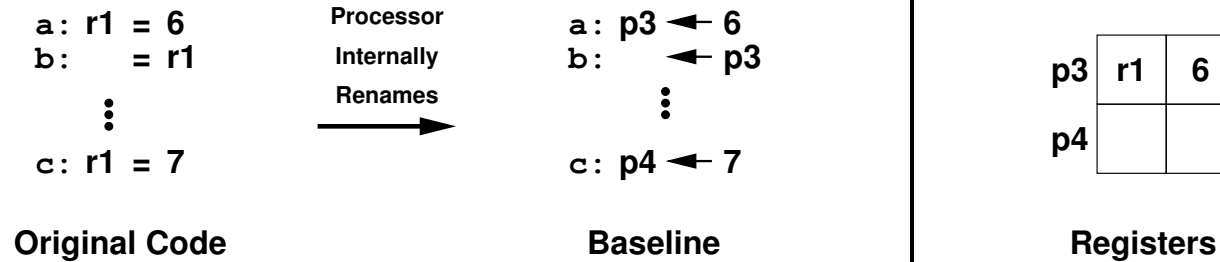 a: r1 = 6
b: = r1
c: r1 = 7
Original Code
Processor
Internally
Renames
a: p3 ← 6
b: ← p3
c: p4 ← 7
Baseline
p3 r1 6
p4
Registers